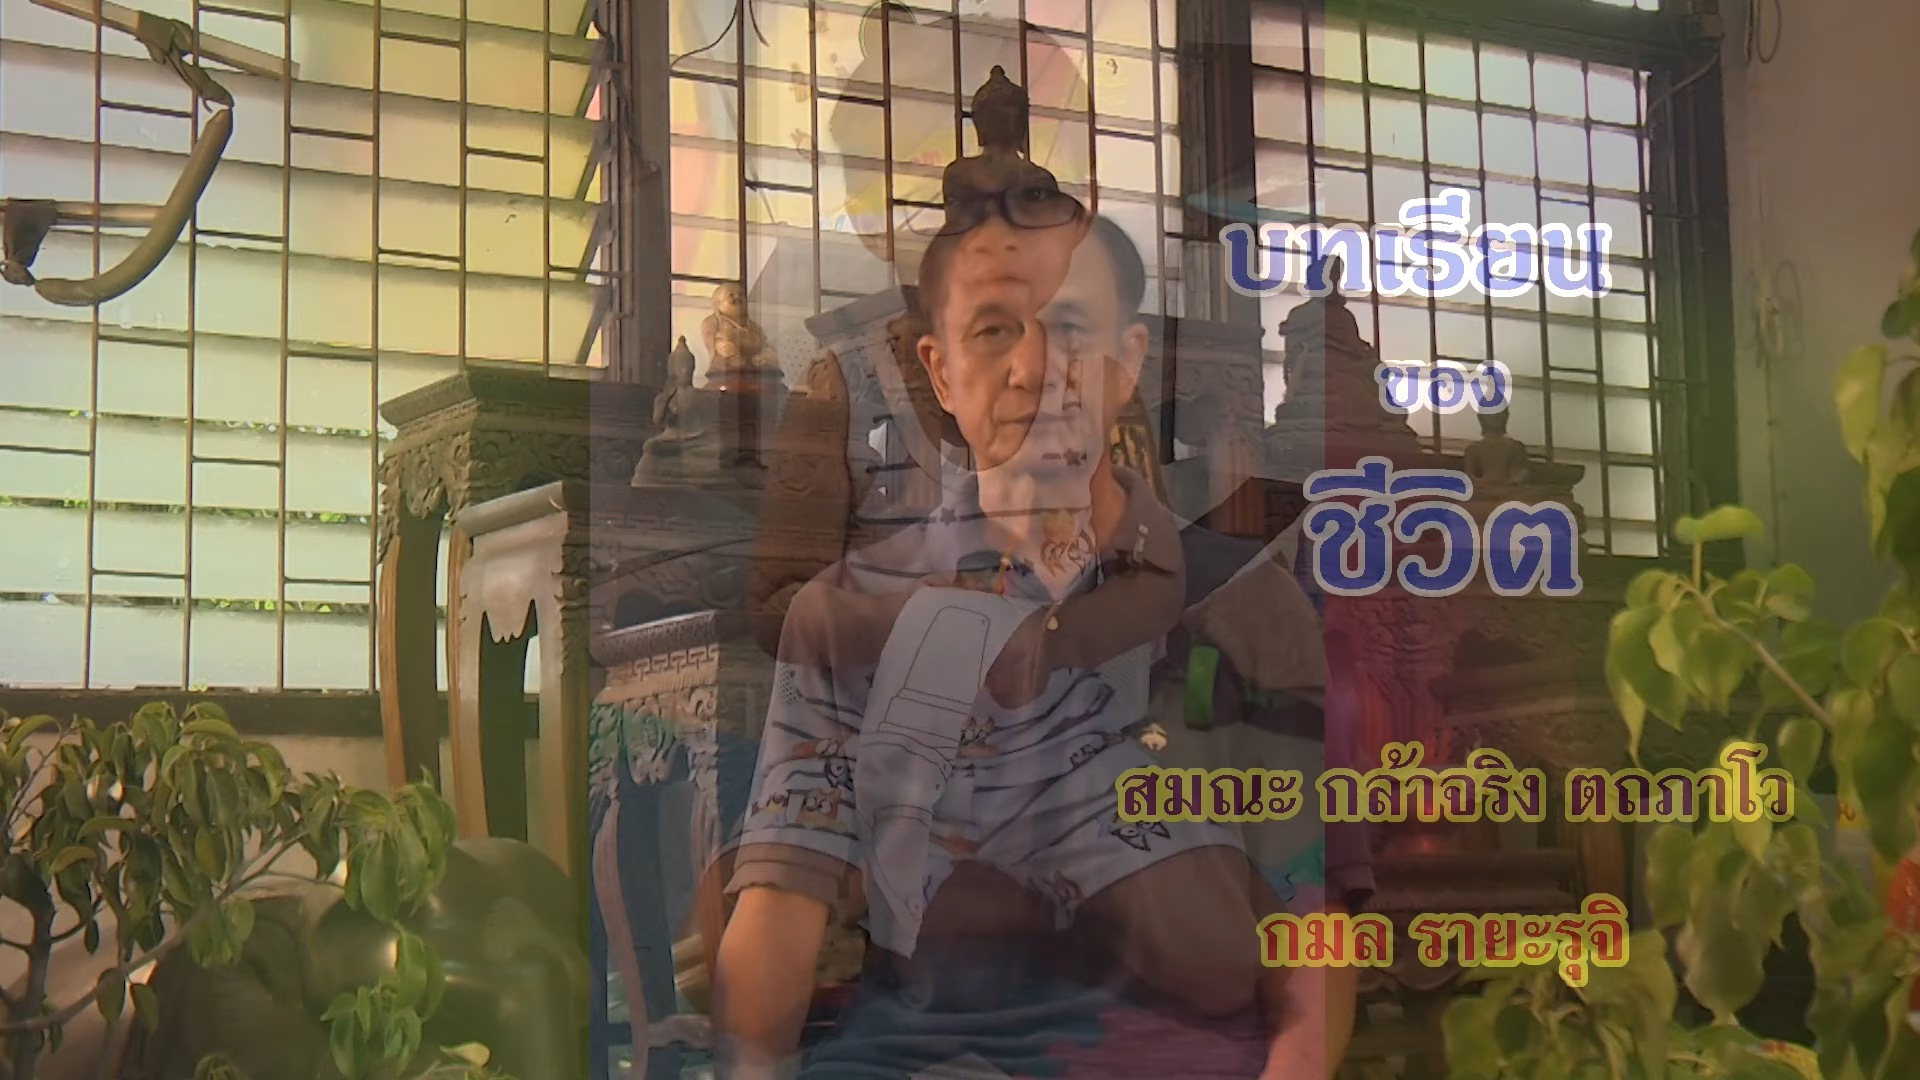 บทเรียน
ของ
ชีวิต
สมณะ กล้าจริง ตถภาโว
กมล รายะรุจิ